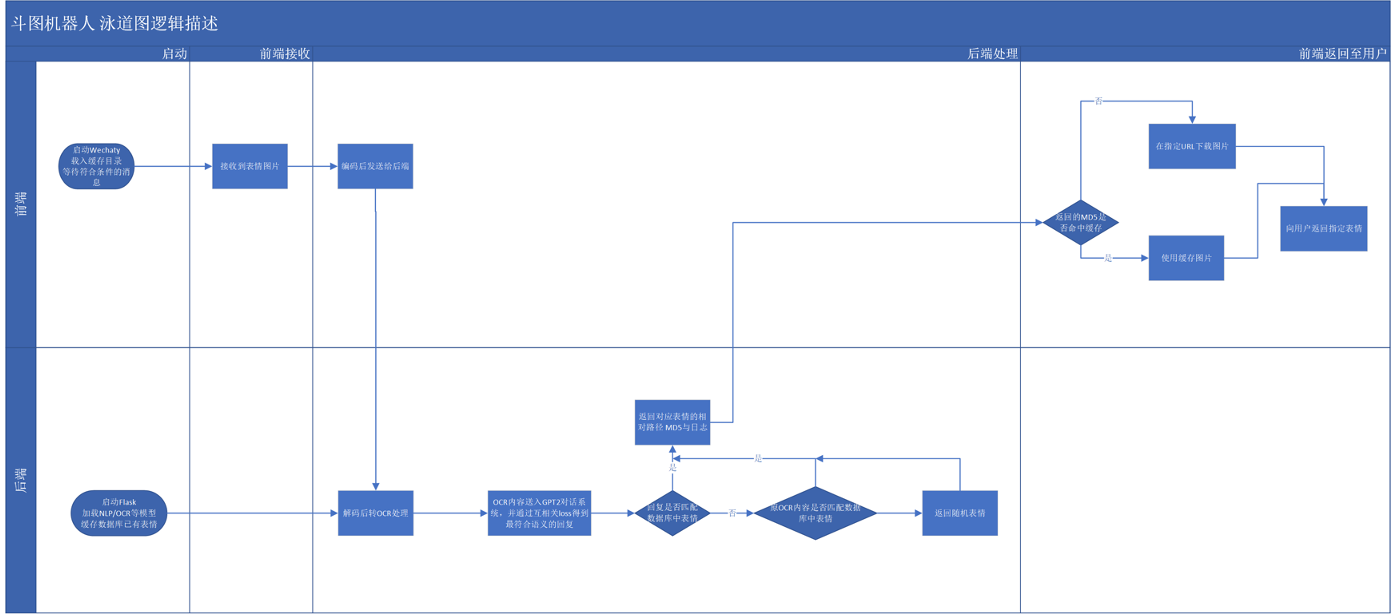 斗图机器人 泳道图逻辑描述
启动
前端接收
后端处理
前端返回至用户
前端
启动Wechaty
载入缓存目录
等待符合条件的消
息
接收到表情图片
编码后发送给后端
返回的MD5是
否命中缓存
否
在指定URL下载图片
是
使用缓存图片
向用户返回指定表情
后端
启动Flask
加载NLP/OCR等模型
缓存数据库已有表情
解码后转OCR处理
OCR内容送入GPT2对话系
统，并通过互相关loss得到
最符合语义的回复
回复是否匹配
数据库中表情
是
返回对应表情的相
对路径 MD5与日志
否
原OCR内容是否匹配数据
库中表情
是
返回随机表情